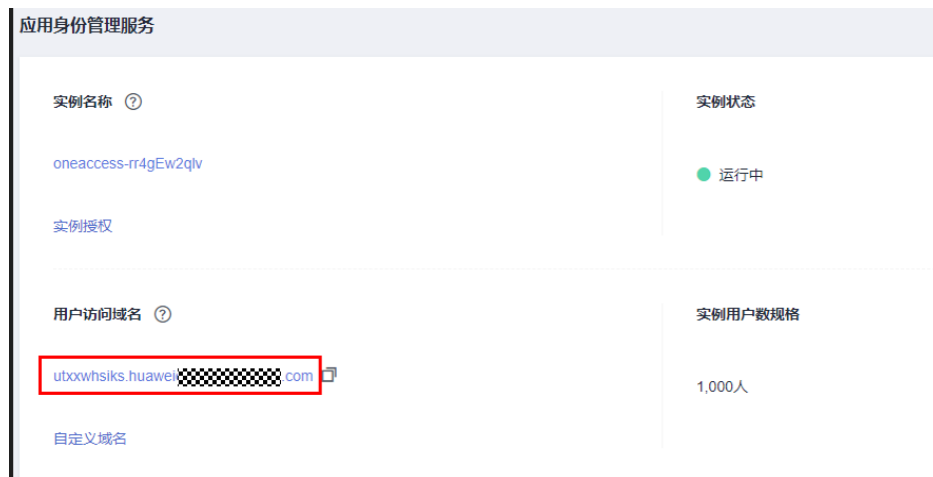 应用身份管理服务
实例名称
实例状态
oneaccess-rr4gEw2qlv
运行中
实例授权
用户访问域名
实例用户数规格
utxxwhsiks.huawei .com
1,000人
自定义域名